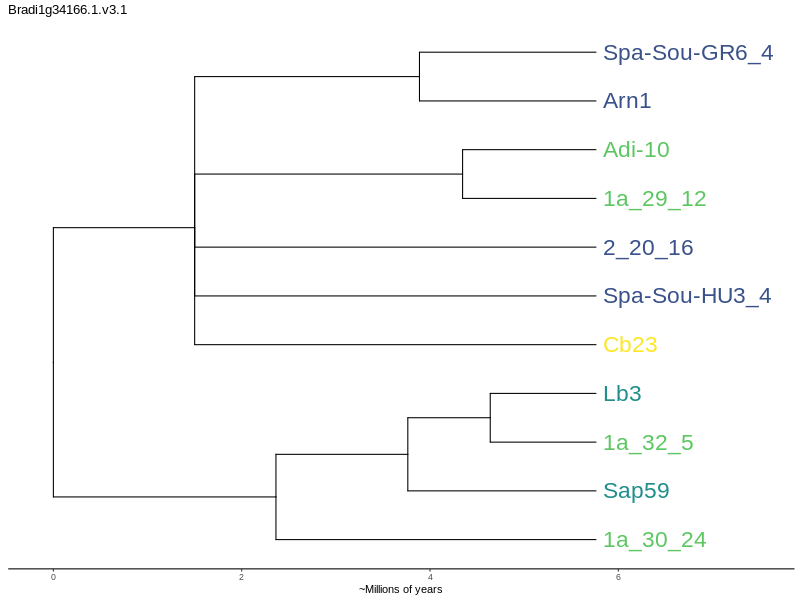 Bradi1g34166.1.v3.1
Spa-Sou-GR6_4
Arn1
Adi-10
1a_29_12
2_20_16
Spa-Sou-HU3_4
Cb23
Lb3
1a_32_5
Sap59
1a_30_24
0 2 4 6
~Millions of years